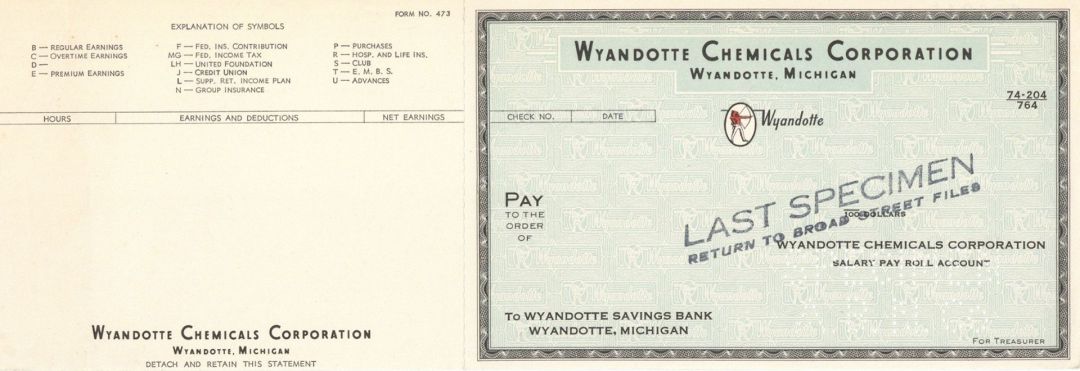 FORM NO. 473
EXPLANATION OF SYMBOLS
B — REGULAR EARNINGS
C — OVERTIME EARNINGS
D —
E — PREMIUM EARNINGS
F — FED. INS. CONTRIBUTION
MG — FED. INCOME TAX
LH — UNITED FOUNDATION
J — CREDIT UNION
L — SUPP. RET. INCOME PLAN
N — GROUP INSURANCE
P — PURCHASES
R — HOSP. AND LIFE INS.
S — CLUB
T — E. M. B. S.
U — ADVANCES
HOURS EARNINGS AND DEDUCTIONS NET EARNINGS
WYANDOTTE CHEMICALS CORPORATION
WYANDOTTE, MICHIGAN
DETACH AND RETAIN THIS STATEMENT
WYANDOTTE CHEMICALS CORPORATION
WYANDOTTE, MICHIGAN
74-204
764
CHECK NO. DATE
Wyandotte
PAY
TO THE
ORDER
OF
LAST SPECIMEN
RETURN TO BROAD STREET FILES
100 DOLLARS
WYANDOTTE CHEMICALS CORPORATION
SALARY PAY ROLL ACCOUNT
TO WYANDOTTE SAVINGS BANK
WYANDOTTE, MICHIGAN
FOR TREASURER